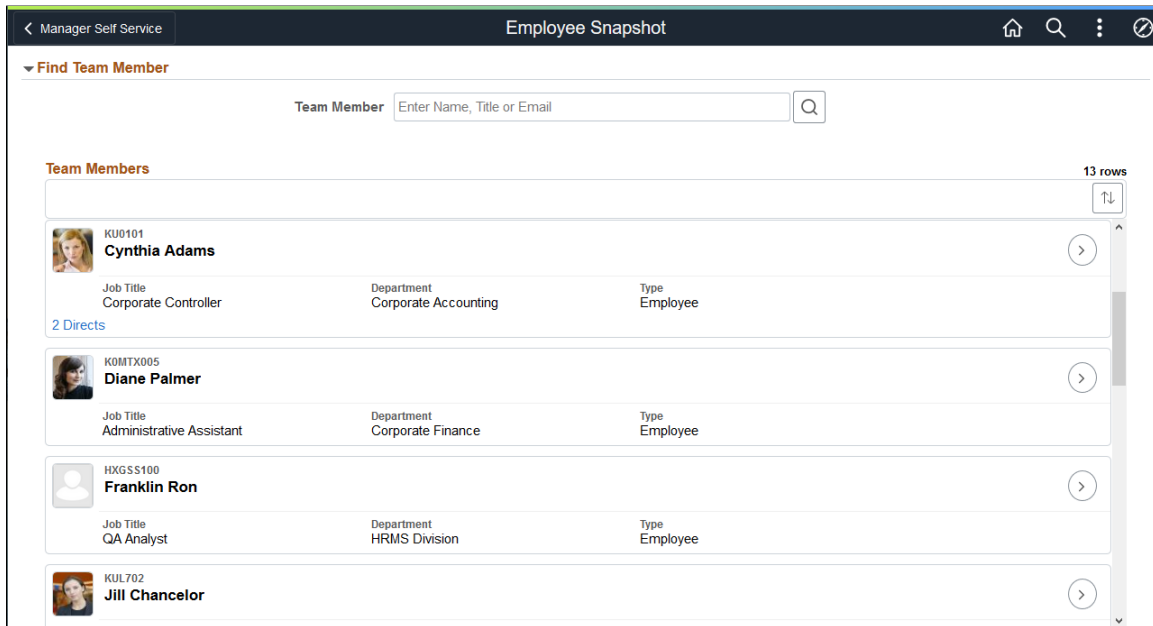 Manager Self Service
Employee Snapshot
Find Team Member
Team Member Enter Name, Title or Email
Team Members
13 rows
KU0101
Cynthia Adams
Job Title Department Type
Corporate Controller Corporate Accounting Employee
2 Directs
K0MTX005
Diane Palmer
Job Title Department Type
Administrative Assistant Corporate Finance Employee
HXGSS100
Franklin Ron
Job Title Department Type
QA Analyst HRMS Division Employee
KUL702
Jill Chancelor